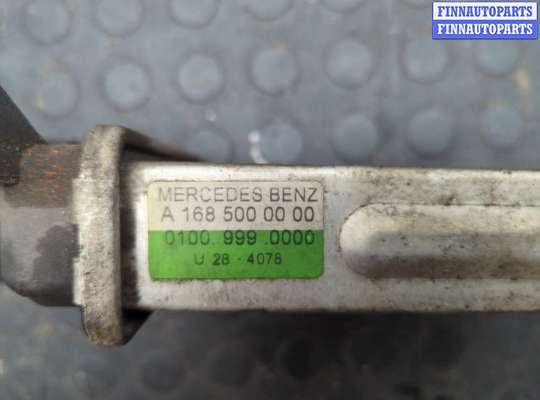 FINNAUTOPARTS
FINNAUTOPARTS
MERCEDES BENZ
A 168 500 00 00
0100. 999 .0000
U 28 - 4078